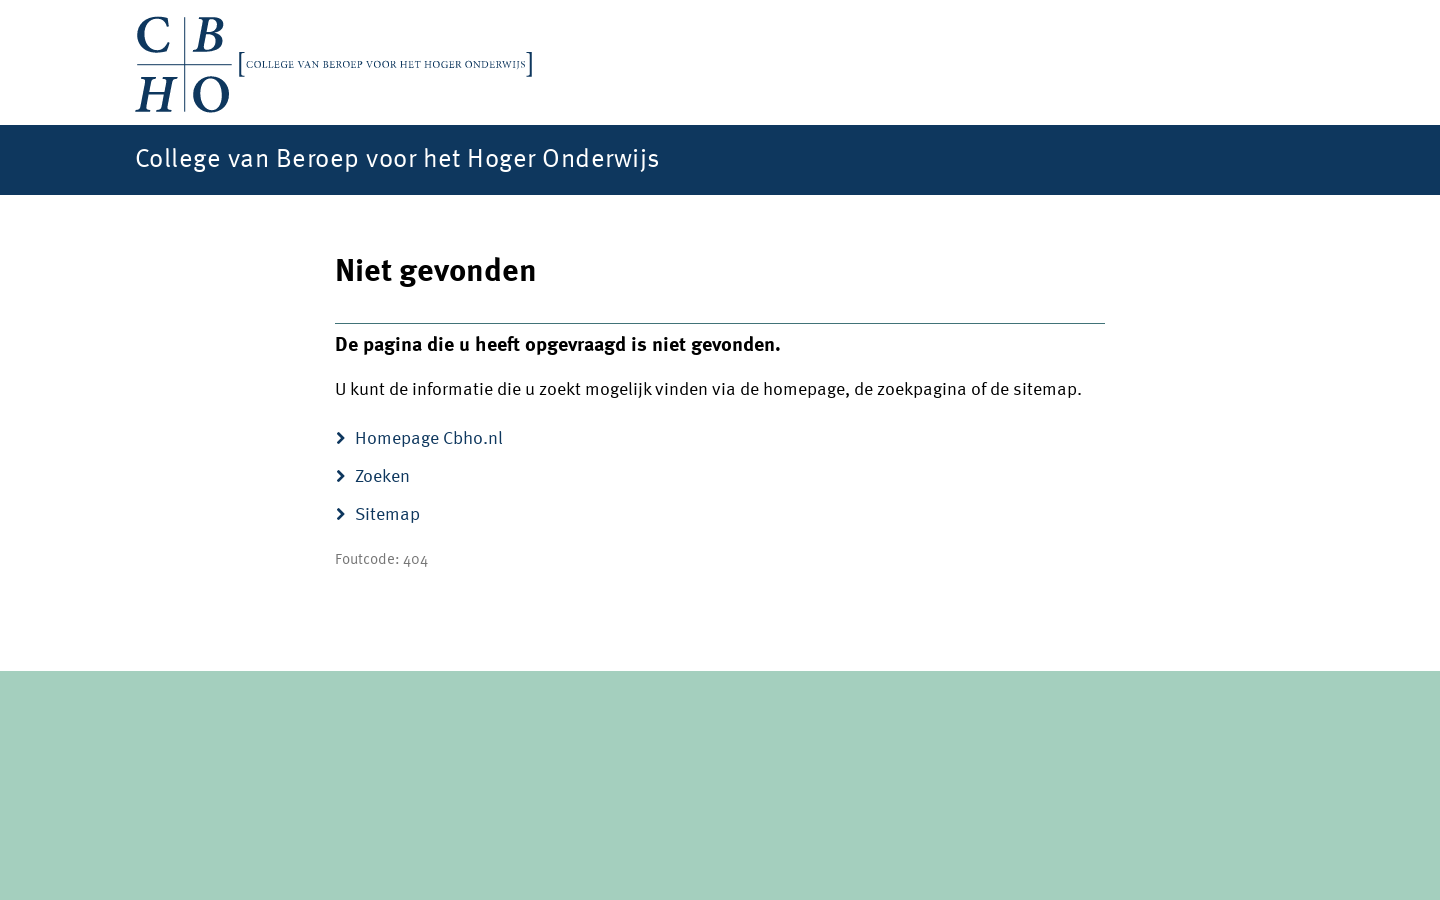 C B
H O
[COLLEGE VAN BEROEP VOOR HET HOGER ONDERWIJS]
College van Beroep voor het Hoger Onderwijs
Niet gevonden
De pagina die u heeft opgevraagd is niet gevonden.
U kunt de informatie die u zoekt mogelijk vinden via de homepage, de zoekpagina of de sitemap.
Homepage Cbho.nl
Zoeken
Sitemap
Foutcode: 404